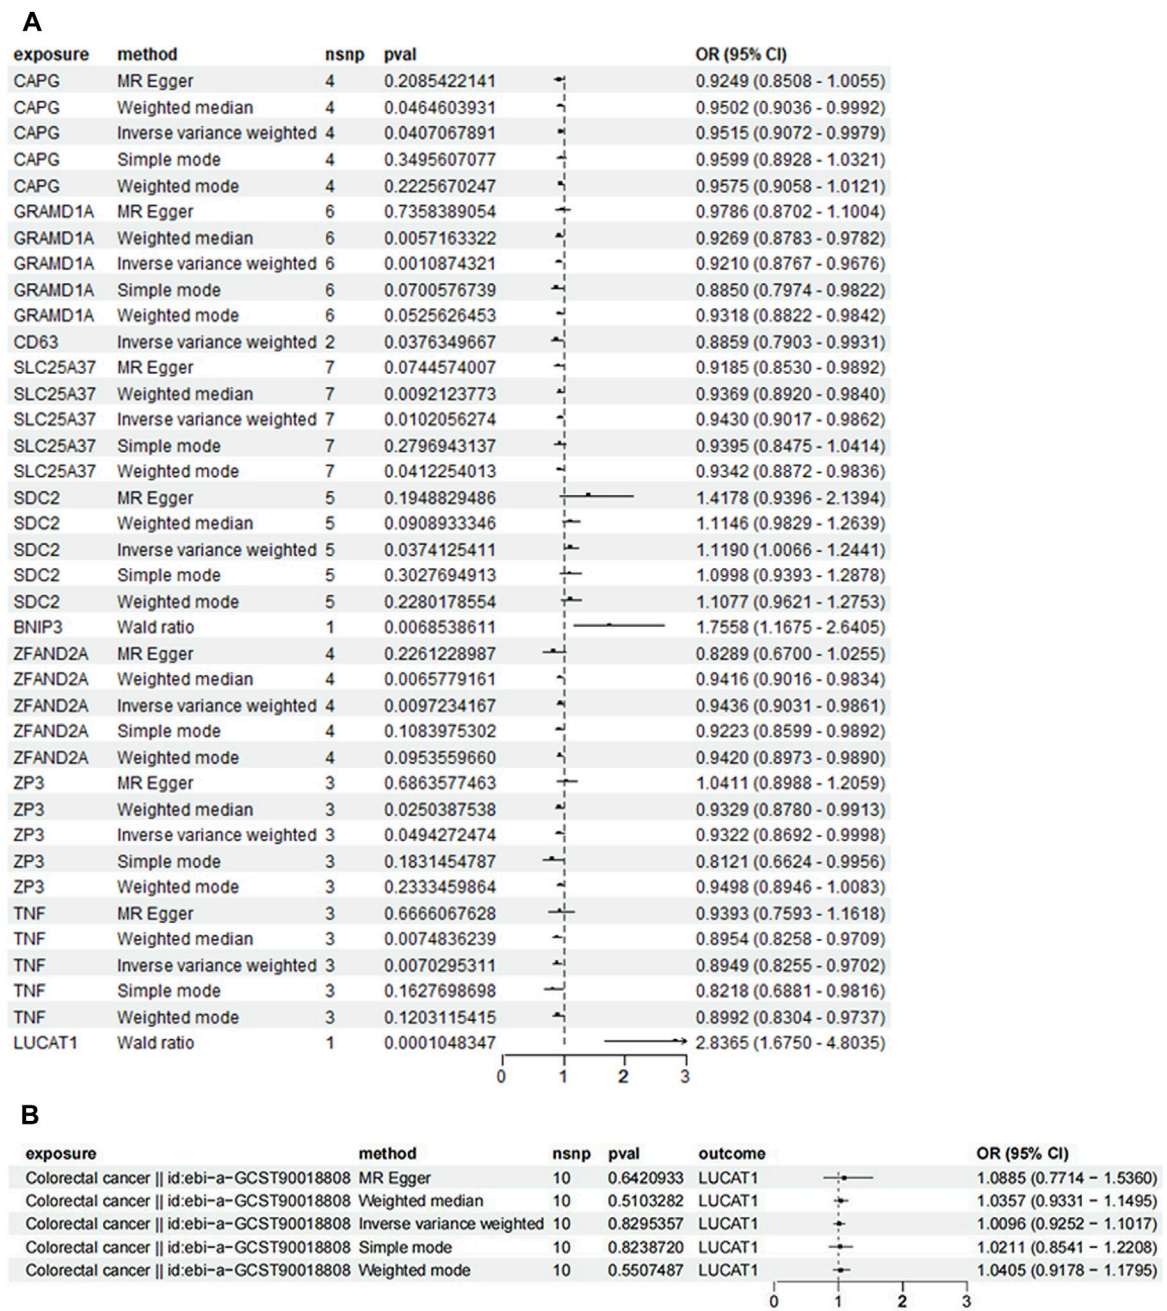 A
exposure method nsnp pval OR (95% CI)
CAPG MR Egger 4 0.2085422141 0.9249 (0.8508 - 1.0055)
CAPG Weighted median 4 0.0464603931 0.9502 (0.9036 - 0.9992)
CAPG Inverse variance weighted 4 0.0407067891 0.9515 (0.9072 - 0.9979)
CAPG Simple mode 4 0.3495607077 0.9599 (0.8928 - 1.0321)
CAPG Weighted mode 4 0.2225670247 0.9575 (0.9058 - 1.0121)
GRAMD1A MR Egger 6 0.7358389054 0.9786 (0.8702 - 1.1004)
GRAMD1A Weighted median 6 0.0057163322 0.9269 (0.8783 - 0.9782)
GRAMD1A Inverse variance weighted 6 0.0010874321 0.9210 (0.8767 - 0.9676)
GRAMD1A Simple mode 6 0.0700576739 0.8850 (0.7974 - 0.9822)
GRAMD1A Weighted mode 6 0.0525626453 0.9318 (0.8822 - 0.9842)
CD63 Inverse variance weighted 2 0.0376349667 0.8859 (0.7903 - 0.9931)
SLC25A37 MR Egger 7 0.0744574007 0.9185 (0.8530 - 0.9892)
SLC25A37 Weighted median 7 0.0092123773 0.9369 (0.8920 - 0.9840)
SLC25A37 Inverse variance weighted 7 0.0102056274 0.9430 (0.9017 - 0.9862)
SLC25A37 Simple mode 7 0.2796943137 0.9395 (0.8475 - 1.0414)
SLC25A37 Weighted mode 7 0.0412254013 0.9342 (0.8872 - 0.9836)
SDC2 MR Egger 5 0.1948829486 1.4178 (0.9396 - 2.1394)
SDC2 Weighted median 5 0.0908933346 1.1146 (0.9829 - 1.2639)
SDC2 Inverse variance weighted 5 0.0374125411 1.1190 (1.0066 - 1.2441)
SDC2 Simple mode 5 0.3027694913 1.0998 (0.9393 - 1.2878)
SDC2 Weighted mode 5 0.2280178554 1.1077 (0.9621 - 1.2753)
BNIP3 Wald ratio 1 0.0068538611 1.7558 (1.1675 - 2.6405)
ZFAND2A MR Egger 4 0.2261228987 0.8289 (0.6700 - 1.0255)
ZFAND2A Weighted median 4 0.0065779161 0.9416 (0.9016 - 0.9834)
ZFAND2A Inverse variance weighted 4 0.0097234167 0.9436 (0.9031 - 0.9861)
ZFAND2A Simple mode 4 0.1083975302 0.9223 (0.8599 - 0.9892)
ZFAND2A Weighted mode 4 0.0953559660 0.9420 (0.8973 - 0.9890)
ZP3 MR Egger 3 0.6863577463 1.0411 (0.8988 - 1.2059)
ZP3 Weighted median 3 0.0250387538 0.9329 (0.8780 - 0.9913)
ZP3 Inverse variance weighted 3 0.0494272474 0.9322 (0.8692 - 0.9998)
ZP3 Simple mode 3 0.1831454787 0.8121 (0.6624 - 0.9956)
ZP3 Weighted mode 3 0.2333459864 0.9498 (0.8946 - 1.0083)
TNF MR Egger 3 0.6666067628 0.9393 (0.7593 - 1.1618)
TNF Weighted median 3 0.0074836239 0.8954 (0.8258 - 0.9709)
TNF Inverse variance weighted 3 0.0070295311 0.8949 (0.8255 - 0.9702)
TNF Simple mode 3 0.1627698698 0.8218 (0.6881 - 0.9816)
TNF Weighted mode 3 0.1203115415 0.8992 (0.8304 - 0.9737)
LUCAT1 Wald ratio 1 0.0001048347 2.8365 (1.6750 - 4.8035)
0 1 2 3
B
exposure method nsnp pval outcome OR (95% CI)
Colorectal cancer || id:ebi-a-GCST90018808 MR Egger 10 0.6420933 LUCAT1 1.0885 (0.7714 - 1.5360)
Colorectal cancer || id:ebi-a-GCST90018808 Weighted median 10 0.5103282 LUCAT1 1.0357 (0.9331 - 1.1495)
Colorectal cancer || id:ebi-a-GCST90018808 Inverse variance weighted 10 0.8295357 LUCAT1 1.0096 (0.9252 - 1.1017)
Colorectal cancer || id:ebi-a-GCST90018808 Simple mode 10 0.8238720 LUCAT1 1.0211 (0.8541 - 1.2208)
Colorectal cancer || id:ebi-a-GCST90018808 Weighted mode 10 0.5507487 LUCAT1 1.0405 (0.9178 - 1.1795)
0 1 2 3